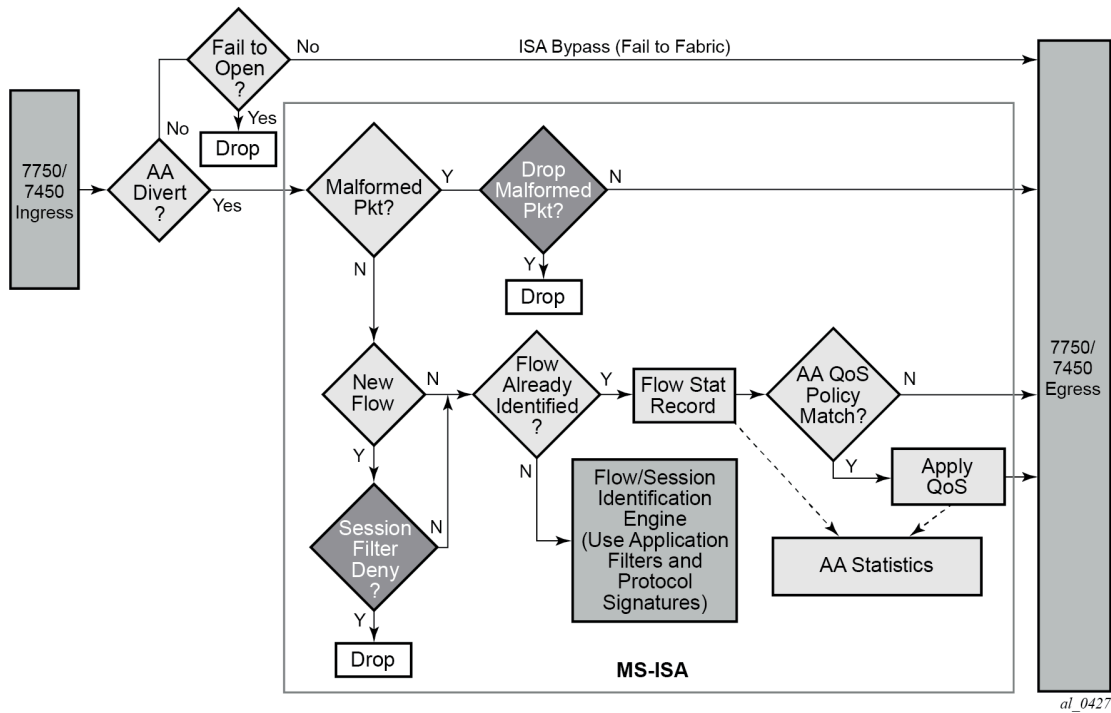 Fail to
Open
?
No
ISA Bypass (Fail to Fabric)
Yes
Drop
No
7750/
7450
Ingress
AA
Divert
?
Yes
Malformed
Pkt?
Y
Drop
Malformed
Pkt?
N
N
Y
Drop
New
Flow
N
Flow
Already
Identified
?
Y
Flow Stat
Record
AA QoS
Policy
Match?
N
7750/
7450
Egress
Y
Session
Filter
Deny
?
N
N
Flow/Session
Identification
Engine
(Use Application
Filters and
Protocol
Signatures)
Y
Apply
QoS
AA Statistics
Y
Drop
MS-ISA
al_0427